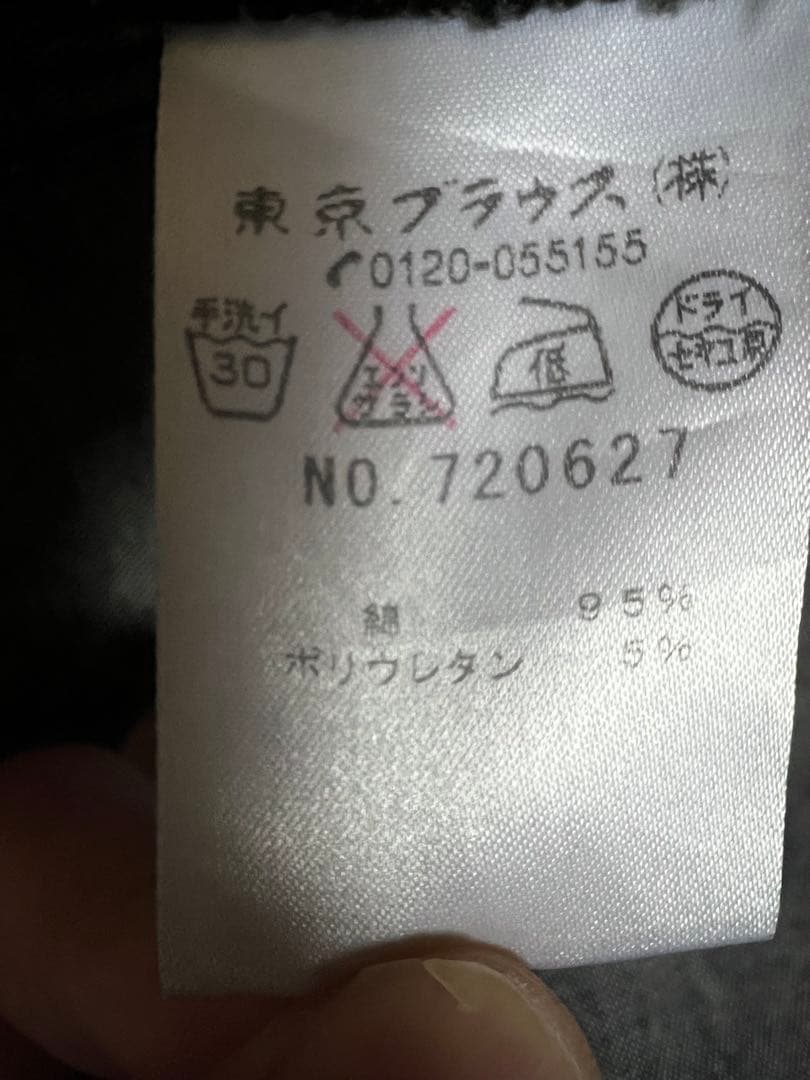 東京ブラウス(株)
0120-055155
手洗イ 30 エンソサラシ 低 ドライ セキユ系
NO. 720627
綿 95%
ポリウレタン 5%